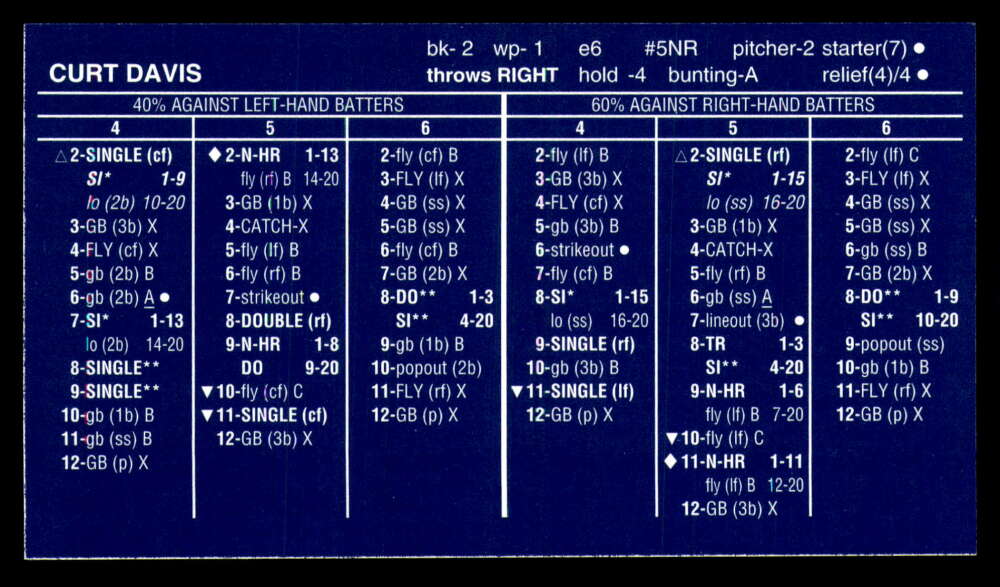 bk- 2 wp- 1 e6 #5NR pitcher-2 starter(7) ●
CURT DAVIS throws RIGHT hold -4 bunting-A relief(4)/4 ●
40% AGAINST LEFT-HAND BATTERS
4
△ 2-SINGLE (cf)
SI* 1-9
lo (2b) 10-20
3-GB (3b) X
4-FLY (cf) X
5-gb (2b) B
6-gb (2b) A ●
7-SI* 1-13
lo (2b) 14-20
8-SINGLE**
9-SINGLE**
10-gb (1b) B
11-gb (ss) B
12-GB (p) X
5
◆ 2-N-HR 1-13
fly (rf) B 14-20
3-GB (1b) X
4-CATCH-X
5-fly (lf) B
6-fly (rf) B
7-strikeout ●
8-DOUBLE (rf)
9-N-HR 1-8
DO 9-20
▼ 10-fly (cf) C
▼ 11-SINGLE (cf)
12-GB (3b) X
6
2-fly (cf) B
3-FLY (lf) X
4-GB (ss) X
5-GB (ss) X
6-fly (cf) B
7-GB (2b) X
8-DO** 1-3
SI** 4-20
9-gb (1b) B
10-popout (2b)
11-FLY (rf) X
12-GB (p) X
60% AGAINST RIGHT-HAND BATTERS
4
2-fly (lf) B
3-GB (3b) X
4-FLY (cf) X
5-gb (3b) B
6-strikeout ●
7-fly (cf) B
8-SI* 1-15
lo (ss) 16-20
9-SINGLE (rf)
10-gb (3b) B
▼ 11-SINGLE (lf)
12-GB (p) X
5
△ 2-SINGLE (rf)
SI* 1-15
lo (ss) 16-20
3-GB (1b) X
4-CATCH-X
5-fly (rf) B
6-gb (ss) A
7-lineout (3b) ●
8-TR 1-3
SI** 4-20
9-N-HR 1-6
fly (lf) B 7-20
▼ 10-fly (lf) C
◆ 11-N-HR 1-11
fly (lf) B 12-20
12-GB (3b) X
6
2-fly (lf) C
3-FLY (lf) X
4-GB (ss) X
5-GB (ss) X
6-gb (ss) B
7-GB (2b) X
8-DO** 1-9
SI** 10-20
9-popout (ss)
10-gb (1b) B
11-FLY (rf) X
12-GB (p) X